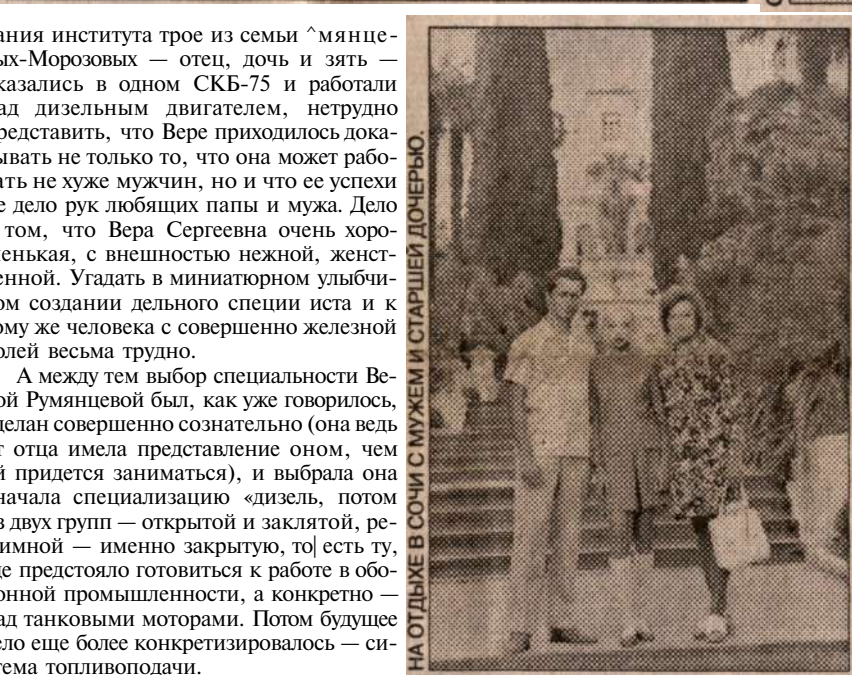 ания института трое из семьи ^мянце-
ых-Морозовых — отец, дочь и зять —
казались в одном СКБ-75 и работали
ад дизельным двигателем, нетрудно
редставить, что Вере приходилось дока-
ывать не только то, что она может рабо-
ать не хуже мужчин, но и что ее успехи
е дело рук любящих папы и мужа. Дело
том, что Вера Сергеевна очень хоро-
енькая, с внешностью нежной, женст-
енной. Угадать в миниатюрном улыбчи-
ом создании дельного специи иста и к
ому же человека с совершенно железной
олей весьма трудно.
А между тем выбор специальности Ве-
ой Румянцевой был, как уже говорилось,
делан совершенно сознательно (она ведь
т отца имела представление оном, чем
й придется заниматься), и выбрала она
начала специализацию «дизель, потом
з двух групп — открытой и заклятой, ре-
имной — именно закрытую, то| есть ту,
де предстояло готовиться к работе в обо-
онной промышленности, а конкретно —
ад танковыми моторами. Потом будущее
ело еще более конкретизировалось — си-
тема топливоподачи.
НА ОТДЫХЕ В СОЧИ С МУЖЕМ И СТАРШЕЙ ДОЧЕРЬЮ.